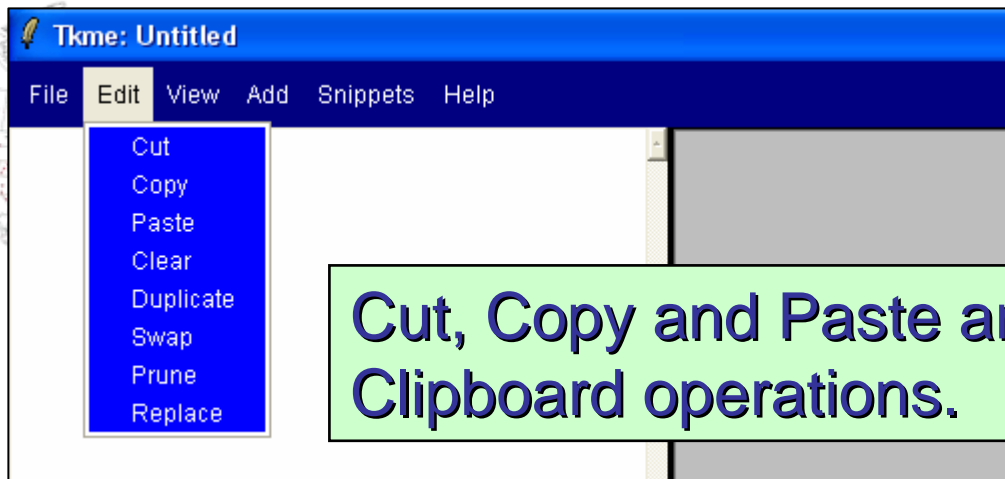 Tkme: Untitled
File Edit View Add Snippets Help
Cut
Copy
Paste
Clear
Duplicate
Swap
Prune
Replace
Cut, Copy and Paste
Clipboard operations.